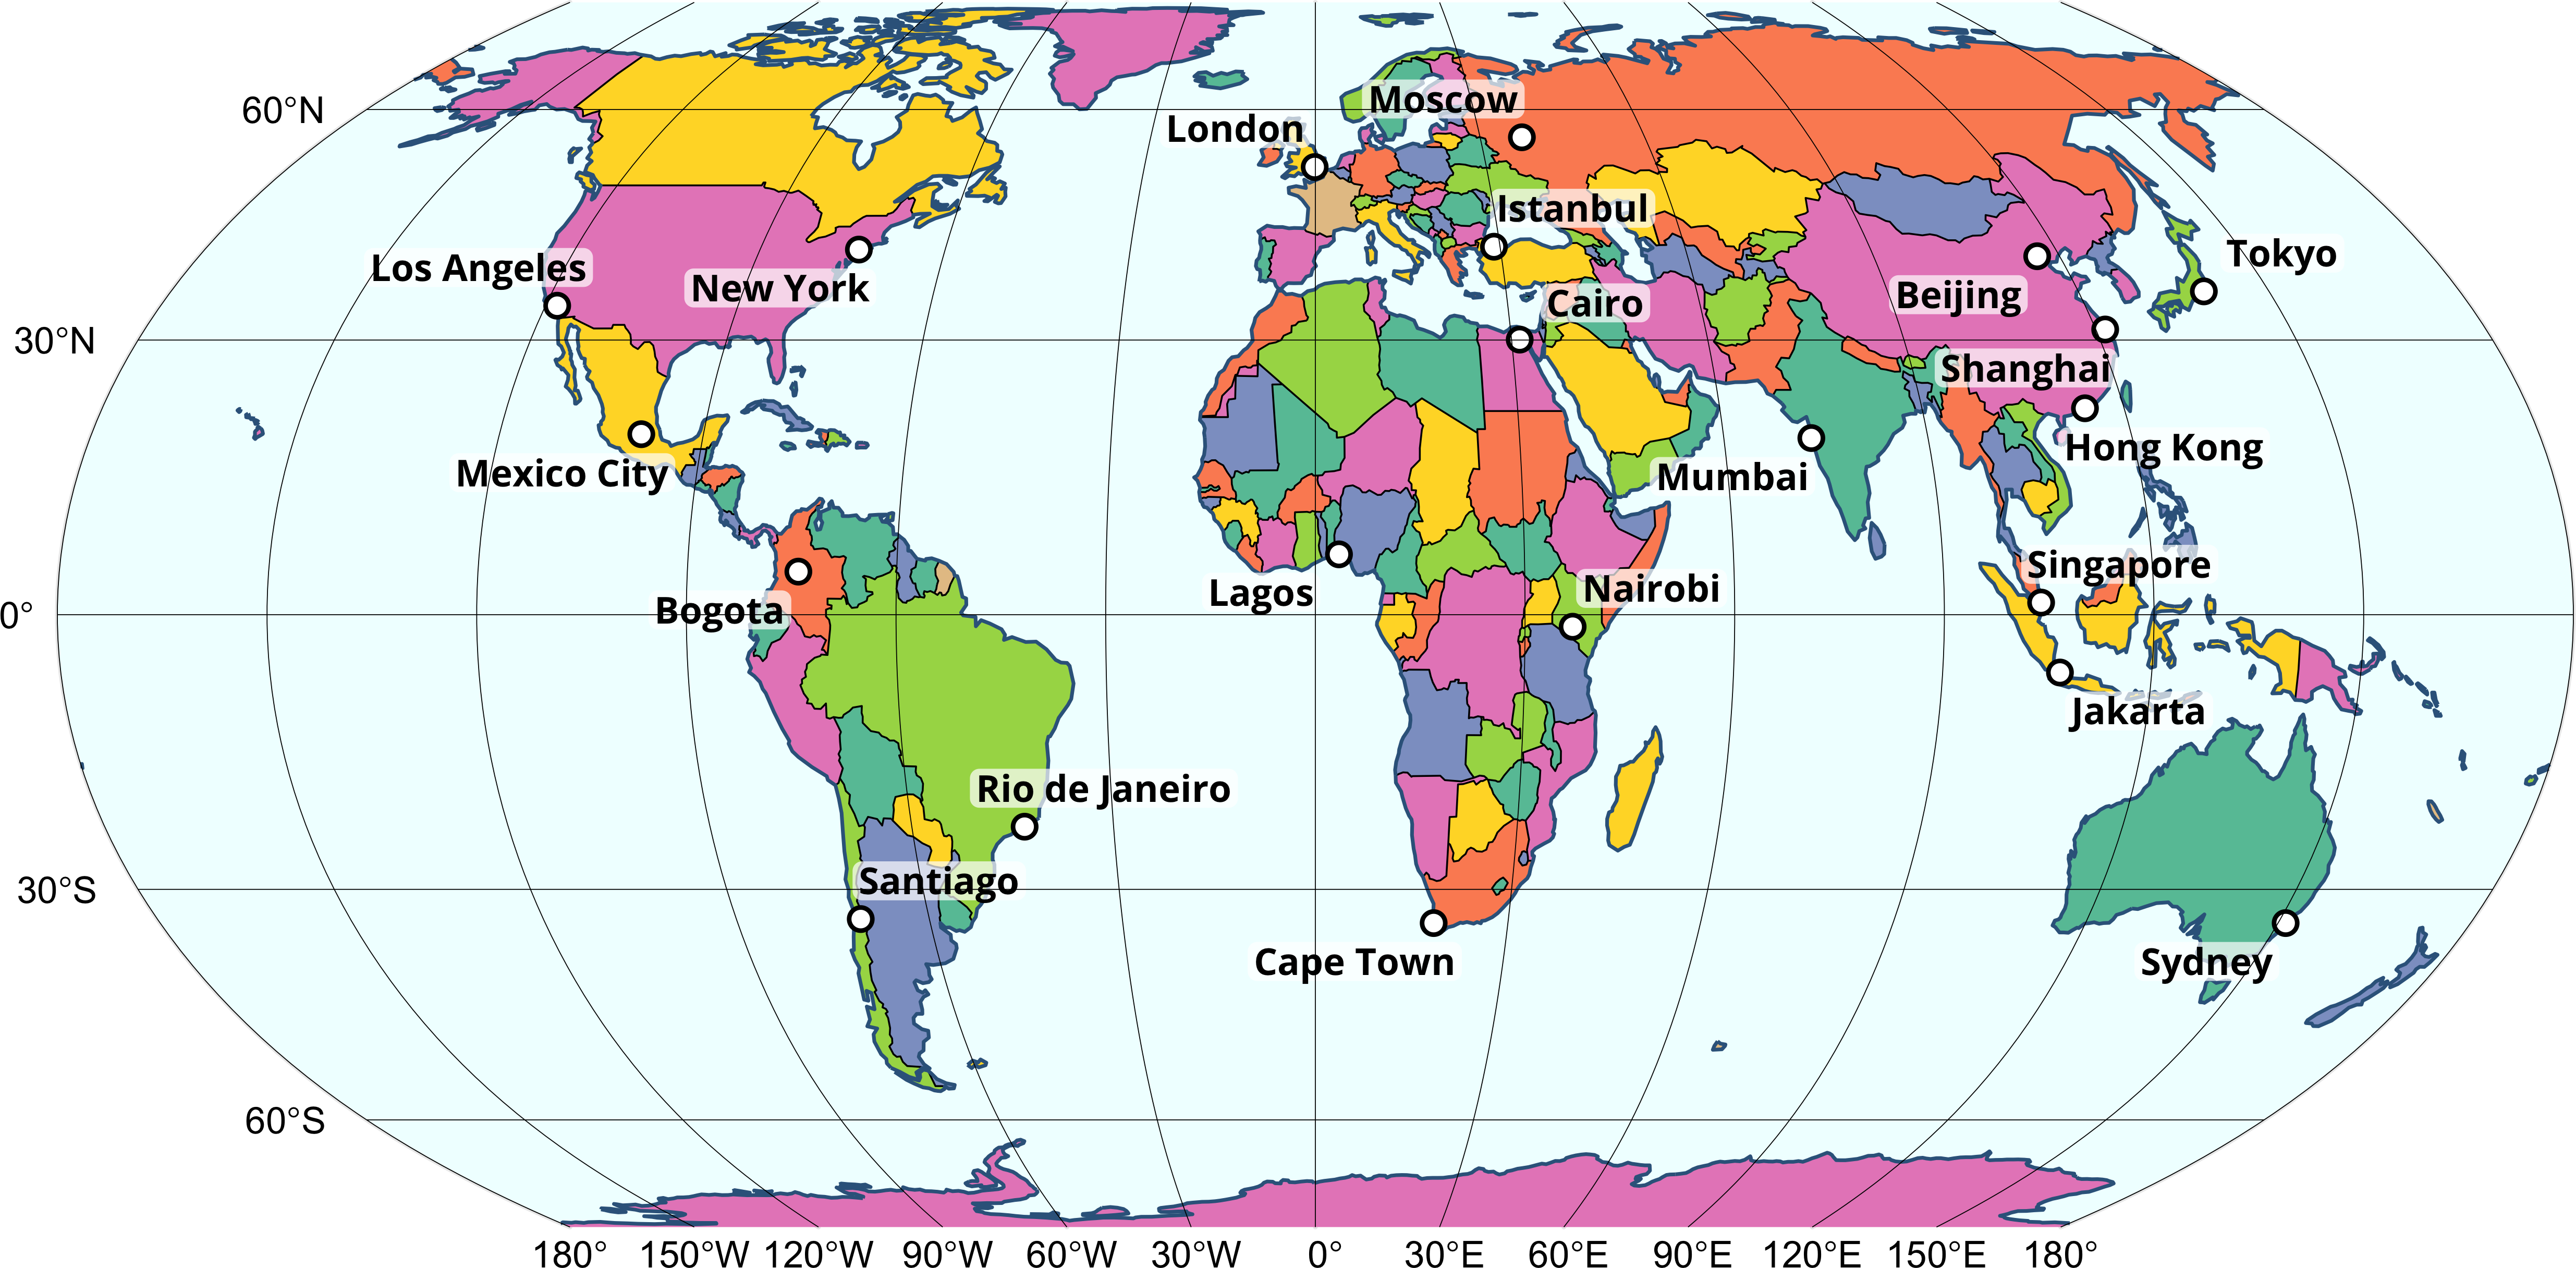 60°N
Moscow
London
Istanbul
Los Angeles
New York
Tokyo
Cairo
Beijing
30°N
Shanghai
Hong Kong
Mexico City
Mumbai
Singapore
Lagos
Nairobi
Bogota
0°
Jakarta
Rio de Janeiro
Santiago
30°S
Cape Town
Sydney
60°S
180° 150°W 120°W 90°W 60°W 30°W 0° 30°E 60°E 90°E 120°E 150°E 180°